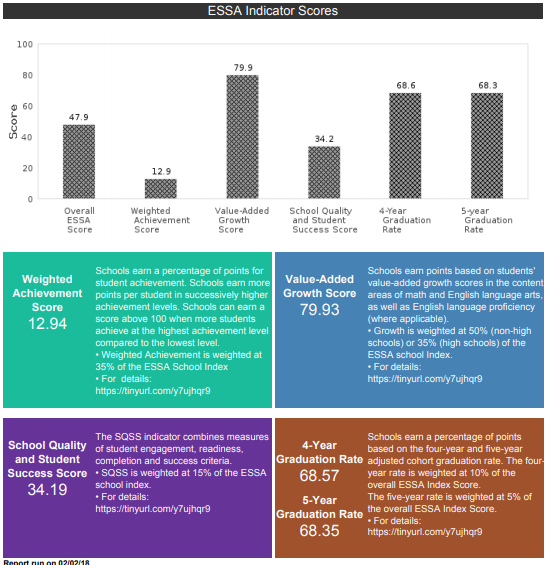 ESSA Indicator Scores
100
80
60
40
20
0
Score
47.9
12.9
79.9
34.2
68.6
68.3
Overall
ESSA
Score
Weighted
Achievement
Score
Value-Added
Growth
Score
School Quality
and Student
Success Score
4-Year
Graduation
Rate
5-year
Graduation
Rate
Weighted
Achievement
Score
12.94
Schools earn a percentage of points for
student achievement. Schools earn more
points per student in successively higher
achievement levels. Schools can earn a
score above 100 when more students
achieve at the highest achievement level
compared to the lowest level.
• Weighted Achievement is weighted at
35% of the ESSA School Index
• For details:
https://tinyurl.com/y7ujhqr9
Value-Added
Growth Score
79.93
Schools earn points based on students'
value-added growth scores in the content
areas of math and English language arts,
as well as English language proficiency
(where applicable).
• Growth is weighted at 50% (non-high
schools) or 35% (high schools) of the
ESSA school Index.
• For details:
https://tinyurl.com/y7ujhqr9
School Quality
and Student
Success Score
34.19
The SQSS indicator combines measures
of student engagement, readiness,
completion and success criteria.
• SQSS is weighted at 15% of the ESSA
school index.
• For details:
https://tinyurl.com/y7ujhqr9
4-Year
Graduation Rate
68.57
5-Year
Graduation Rate
68.35
Schools earn a percentage of points
based on the four-year and five-year
adjusted cohort graduation rate. The four-
year rate is weighted at 10% of the
overall ESSA Index Score.
The five-year rate is weighted at 5% of
the overall ESSA Index Score.
• For details:
https://tinyurl.com/y7ujhqr9
Report run on 02/02/18